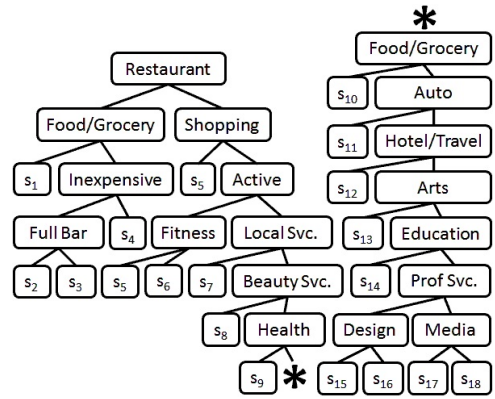 *
Food/Grocery
Restaurant
s10 Auto
Food/Grocery Shopping
s11 Hotel/Travel
s1 Inexpensive s5 Active
s12 Arts
Full Bar s4 Fitness Local Svc.
s13 Education
s2 s3 s5 s6 s7 Beauty Svc.
s14 Prof Svc.
s8 Health Design Media
s9 * s15 s16 s17 s18